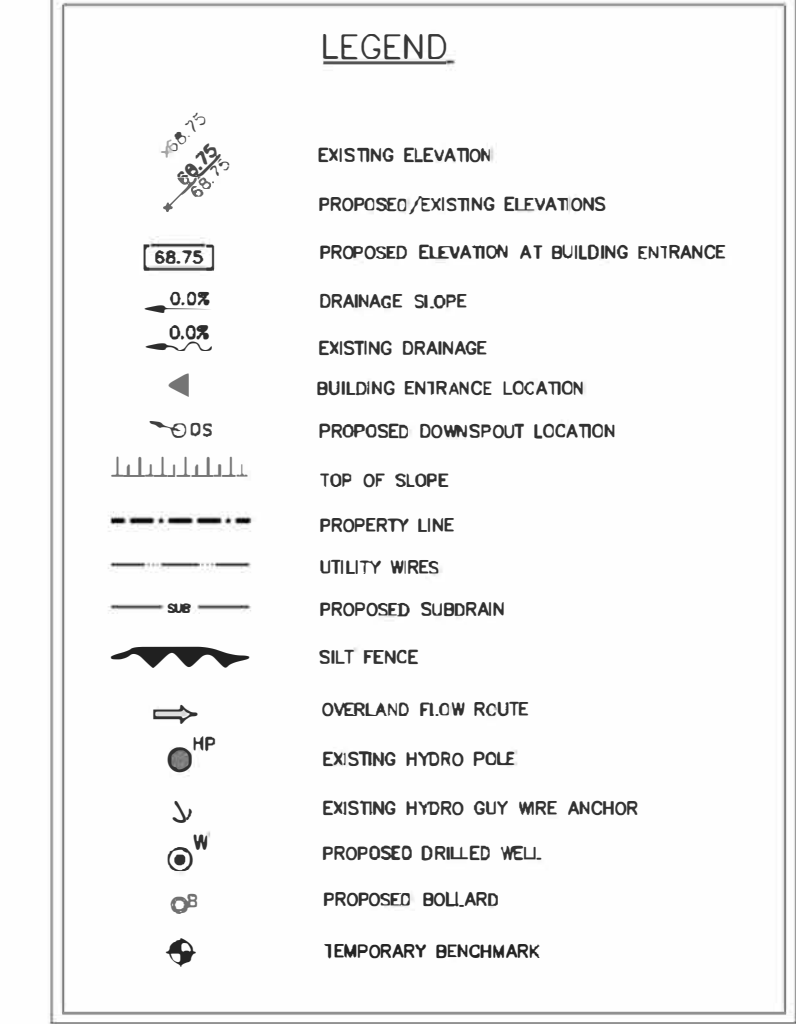 LEGEND
×68.75
EXISTING ELEVATION
68.75
68.75
PROPOSED/EXISTING ELEVATIONS
68.75 PROPOSED ELEVATION AT BUILDING ENTRANCE
0.0% DRAINAGE SLOPE
0.0% EXISTING DRAINAGE
BUILDING ENTRANCE LOCATION
DS PROPOSED DOWNSPOUT LOCATION
TOP OF SLOPE
PROPERTY LINE
UTILITY WIRES
SUB PROPOSED SUBDRAIN
SILT FENCE
OVERLAND FLOW ROUTE
HP EXISTING HYDRO POLE
EXISTING HYDRO GUY WIRE ANCHOR
W PROPOSED DRILLED WELL
B PROPOSED BOLLARD
TEMPORARY BENCHMARK